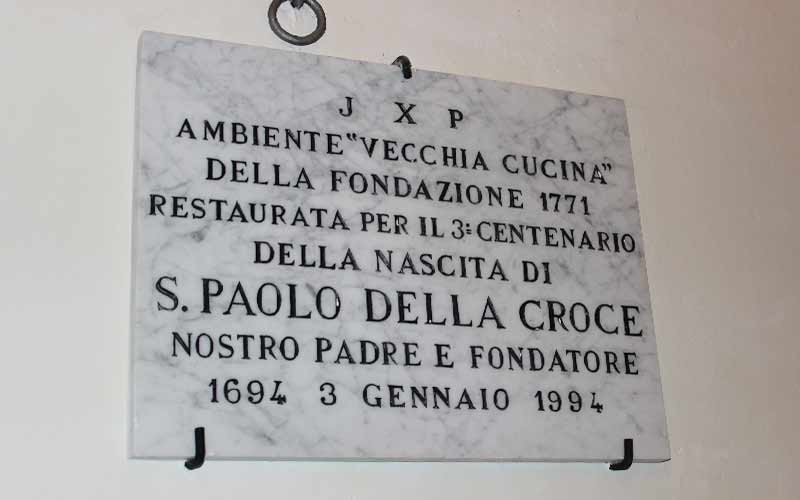 J X P
AMBIENTE "VECCHIA CUCINA"
DELLA FONDAZIONE 1771
RESTAURATA PER IL 3º CENTENARIO
DELLA NASCITA DI
S. PAOLO DELLA CROCE
NOSTRO PADRE E FONDATORE
1694 3 GENNAIO 1994